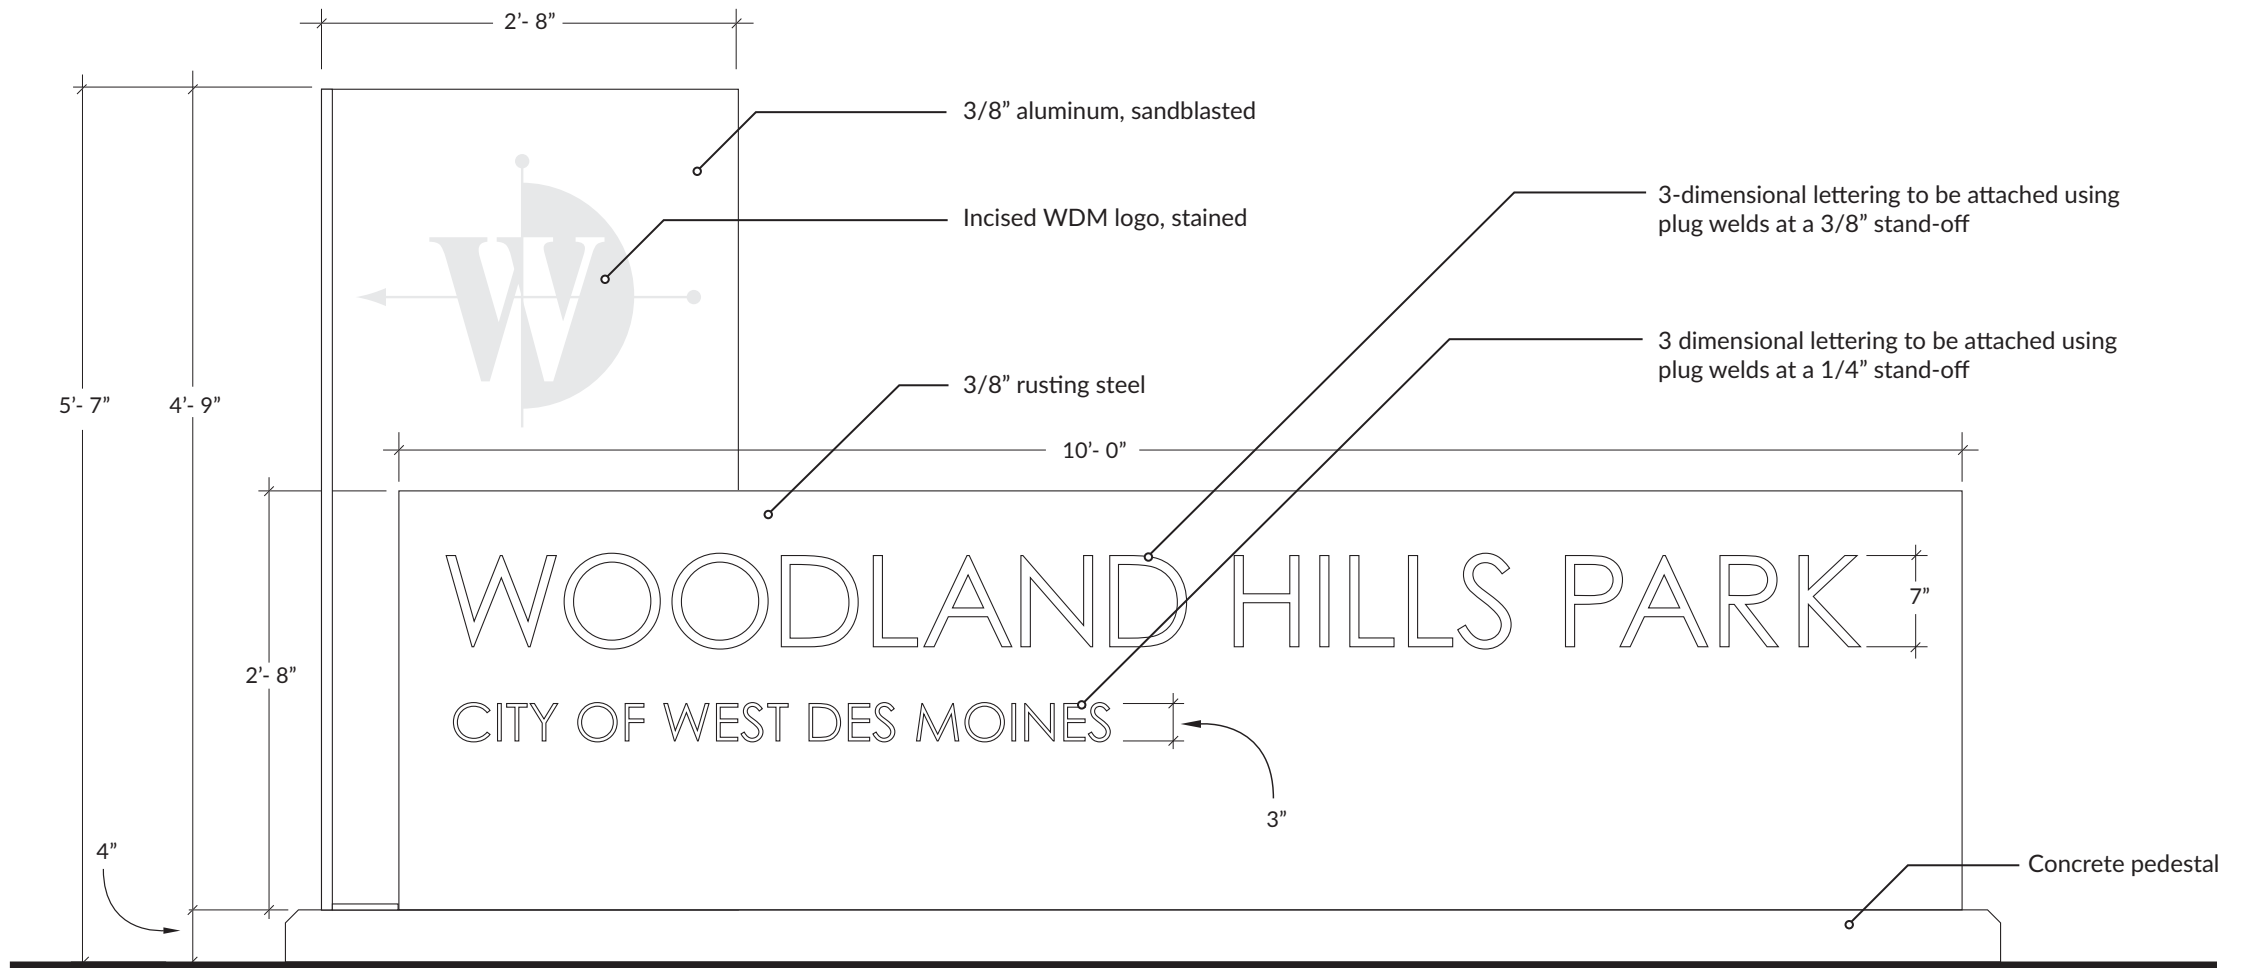 2’- 8”
3/8” aluminum, sandblasted
Incised WDM logo, stained
W
3-dimensional lettering to be attached using
plug welds at a 3/8” stand-off
3 dimensional lettering to be attached using
plug welds at a 1/4” stand-off
3/8” rusting steel
5’- 7”
4’- 9”
10’- 0”
WOODLAND HILLS PARK
7”
2’- 8”
CITY OF WEST DES MOINES
3”
4”
Concrete pedestal